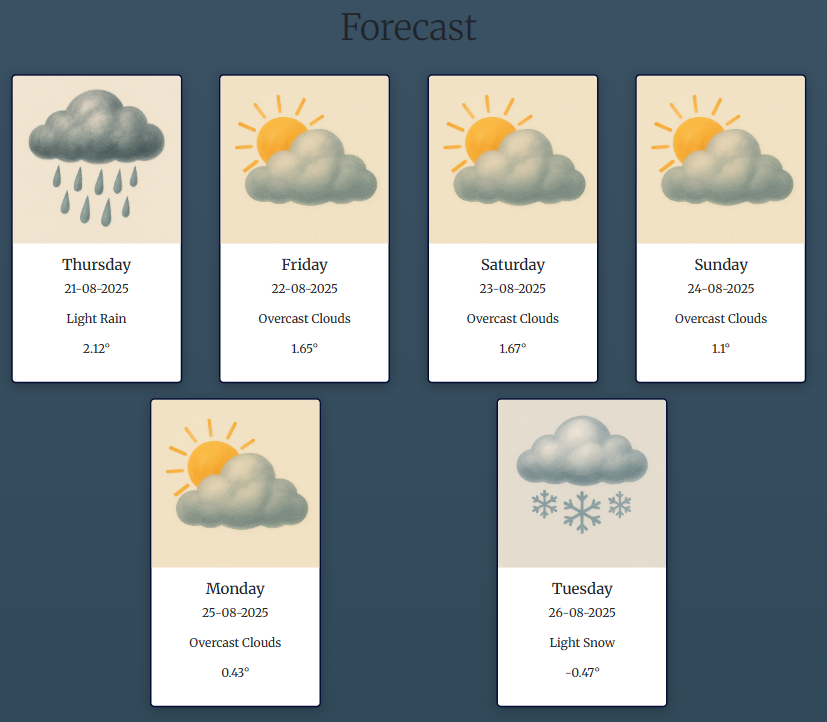 Forecast
Thursday
21-08-2025
Light Rain
2.12°
Friday
22-08-2025
Overcast Clouds
1.65°
Saturday
23-08-2025
Overcast Clouds
1.67°
Sunday
24-08-2025
Overcast Clouds
1.1°
Monday
25-08-2025
Overcast Clouds
0.43°
Tuesday
26-08-2025
Light Snow
-0.47°